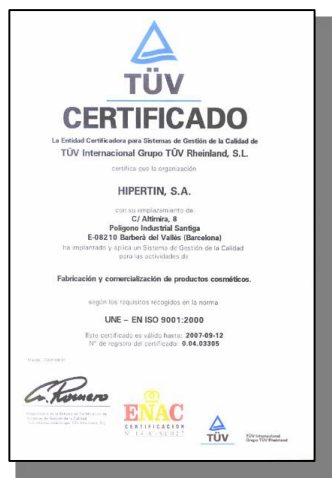 TÜV
CERTIFICADO
La Entidad Certificadora para Sistemas de Gestión de la Calidad de
TÜV Internacional Grupo TÜV Rheinland, S.L.
certifica que la organización
HIPERTIN, S.A.
con su emplazamiento de
C/ Altimira, 8
Polígono Industrial Santiga
E-08210 Barberá del Vallès (Barcelona)
ha implantado y aplica un Sistema de Gestión de la Calidad
para las actividades de
Fabricación y comercialización de productos cosméticos.
según los requisitos recogidos en la norma
UNE – EN ISO 9001:2000
Este certificado es válido hasta: 2007-09-12
N° de registro del certificado: 0.04.03305
ENAC
CERTIFICACIÓN
TÜV
TÜV Internacional
Grupo TÜV Rheinland